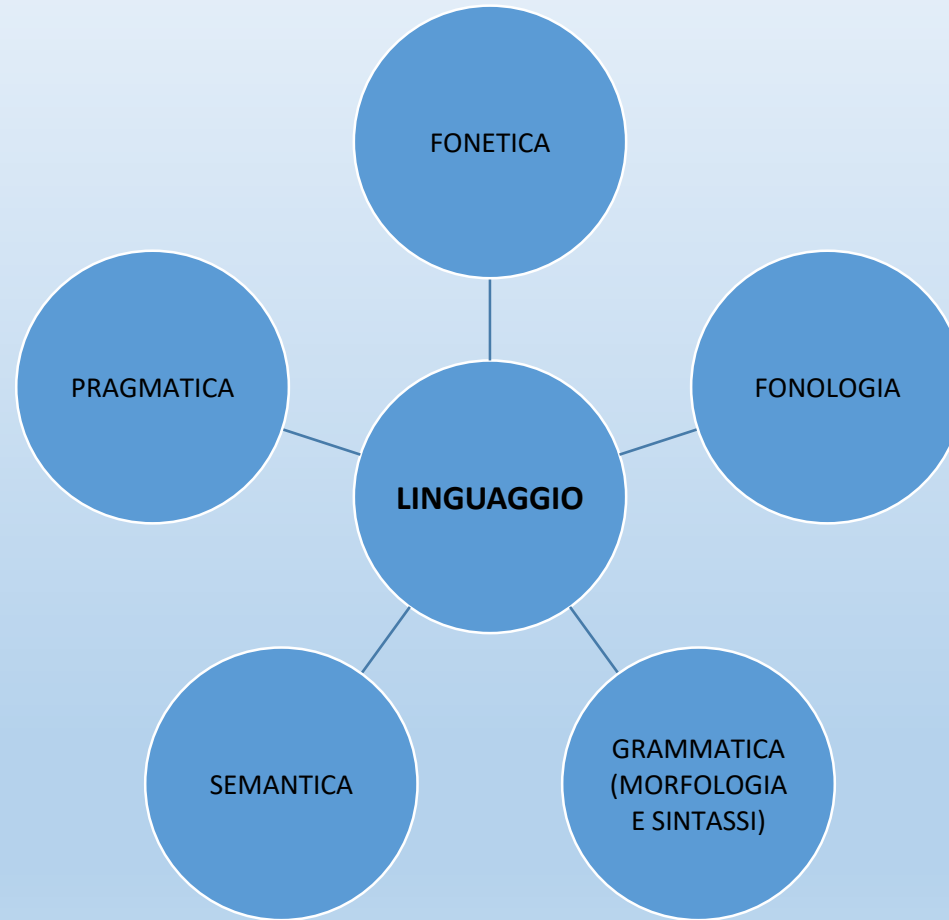 FONETICA
PRAGMATICA
FONOLOGIA
LINGUAGGIO
SEMANTICA
GRAMMATICA
(MORFOLOGIA
E SINTASSI)